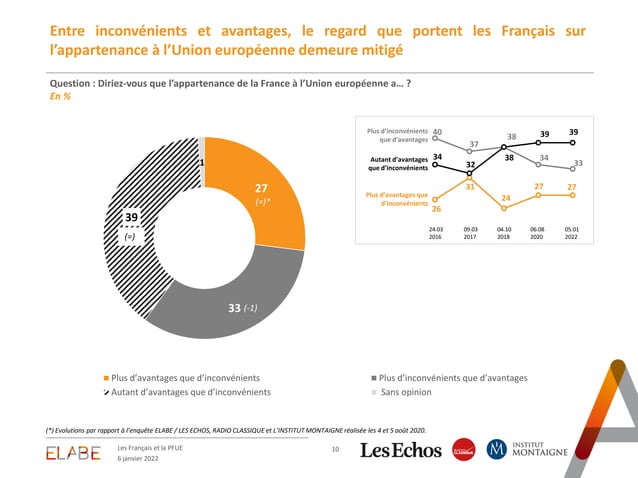 Entre inconvénients et avantages, le regard que portent les Français sur
l'appartenance à l'Union européenne demeure mitigé
Question : Diriez-vous que l'appartenance de la France à l'Union européenne a… ?
En %
1
27
(=)*
39
(=)
33 (-1)
Plus d'inconvénients
que d'avantages
40
37
38
34
33
Autant d'avantages
que d'inconvénients
34
32
38
39
39
Plus d'avantages que
d'inconvénients
26
31
24
27
27
24.03
2016
09.03
2017
04.10
2018
06.08
2020
05.01
2022
Plus d'avantages que d'inconvénients
Plus d'inconvénients que d'avantages
Autant d'avantages que d'inconvénients
Sans opinion
(*) Evolutions par rapport à l'enquête ELABE / LES ECHOS, RADIO CLASSIQUE et L'INSTITUT MONTAIGNE réalisée les 4 et 5 août 2020.
ELABE
Les Français et la PFUE
6 janvier 2022
10
Les Echos
RADIO
CLASSIQUE
INSTITUT
MONTAIGNE